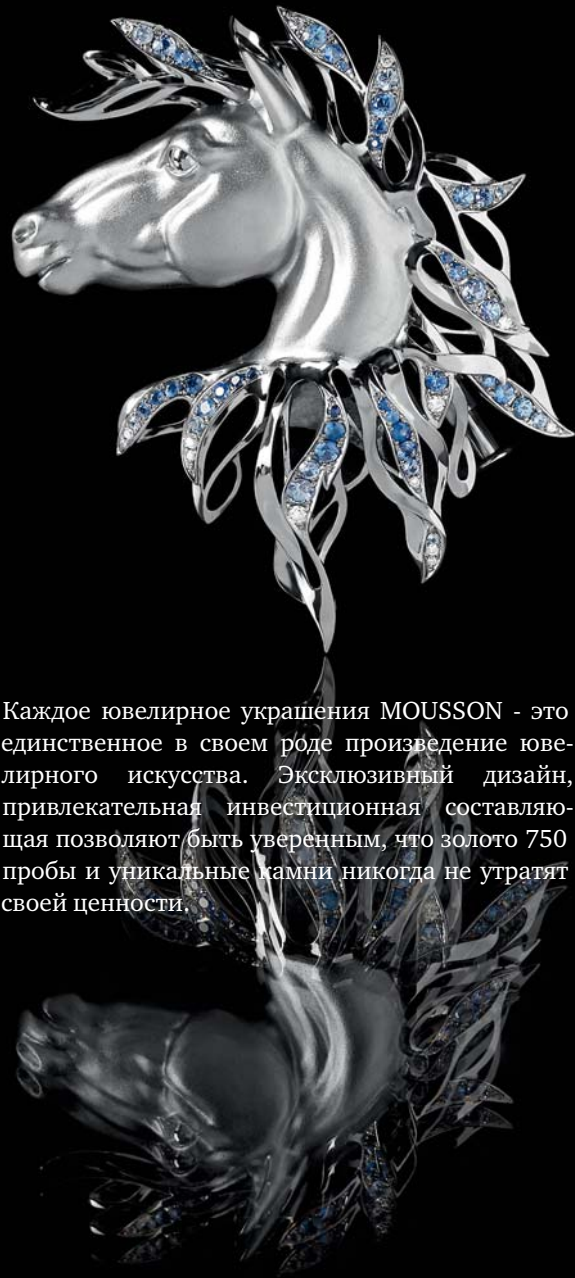 Каждое ювелирное украшения MOUSSON - это
единственное в своем роде произведение юве-
лирного искусства. Эксклюзивный дизайн,
привлекательная инвестиционная составляю-
щая позволяют быть уверенным, что золото 750
пробы и уникальные камни никогда не утратят
своей ценности.